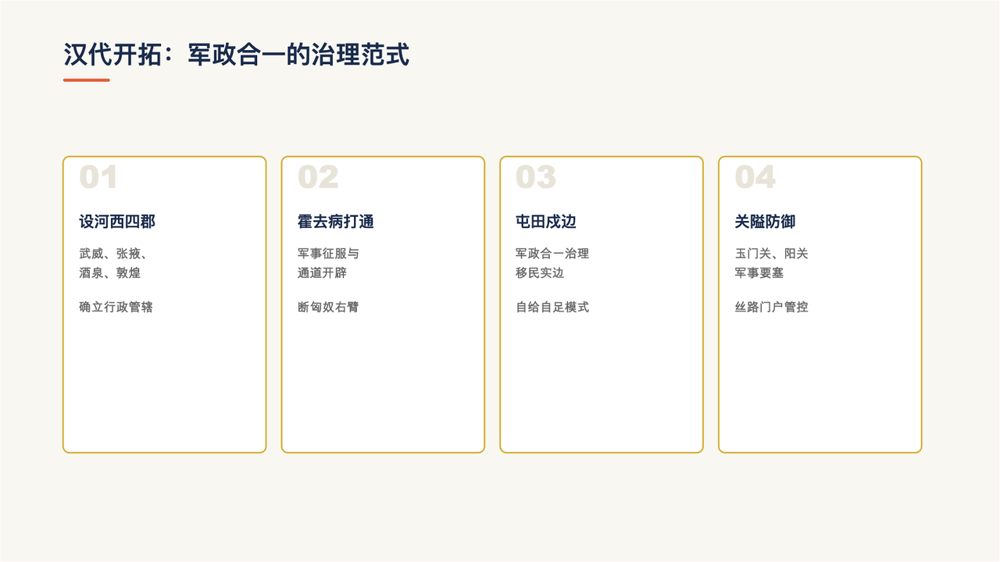 汉代开拓：军政合一的治理范式
01
设河西四郡
武威、张掖、
酒泉、敦煌
确立行政管辖
02
霍去病打通
军事征服与
通道开辟
断匈奴右臂
03
屯田戍边
军政合一治理
移民实边
自给自足模式
04
关隘防御
玉门关、阳关
军事要塞
丝路门户管控